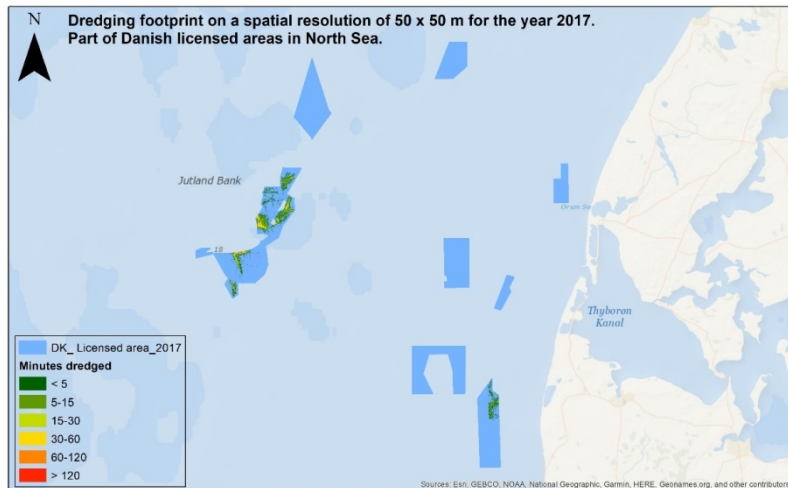 N
Dredging footprint on a spatial resolution of 50 x 50 m for the year 2017.
Part of Danish licensed areas in North Sea.
Jutland Bank
18
Thyborøn
Kanal
DK_ Licensed area_2017
Minutes dredged
< 5
5-15
15-30
30-60
60-120
> 120
Sources: Esri, GEBCO, NOAA, National Geographic, Garmin, HERE, Geonames.org, and other contributors